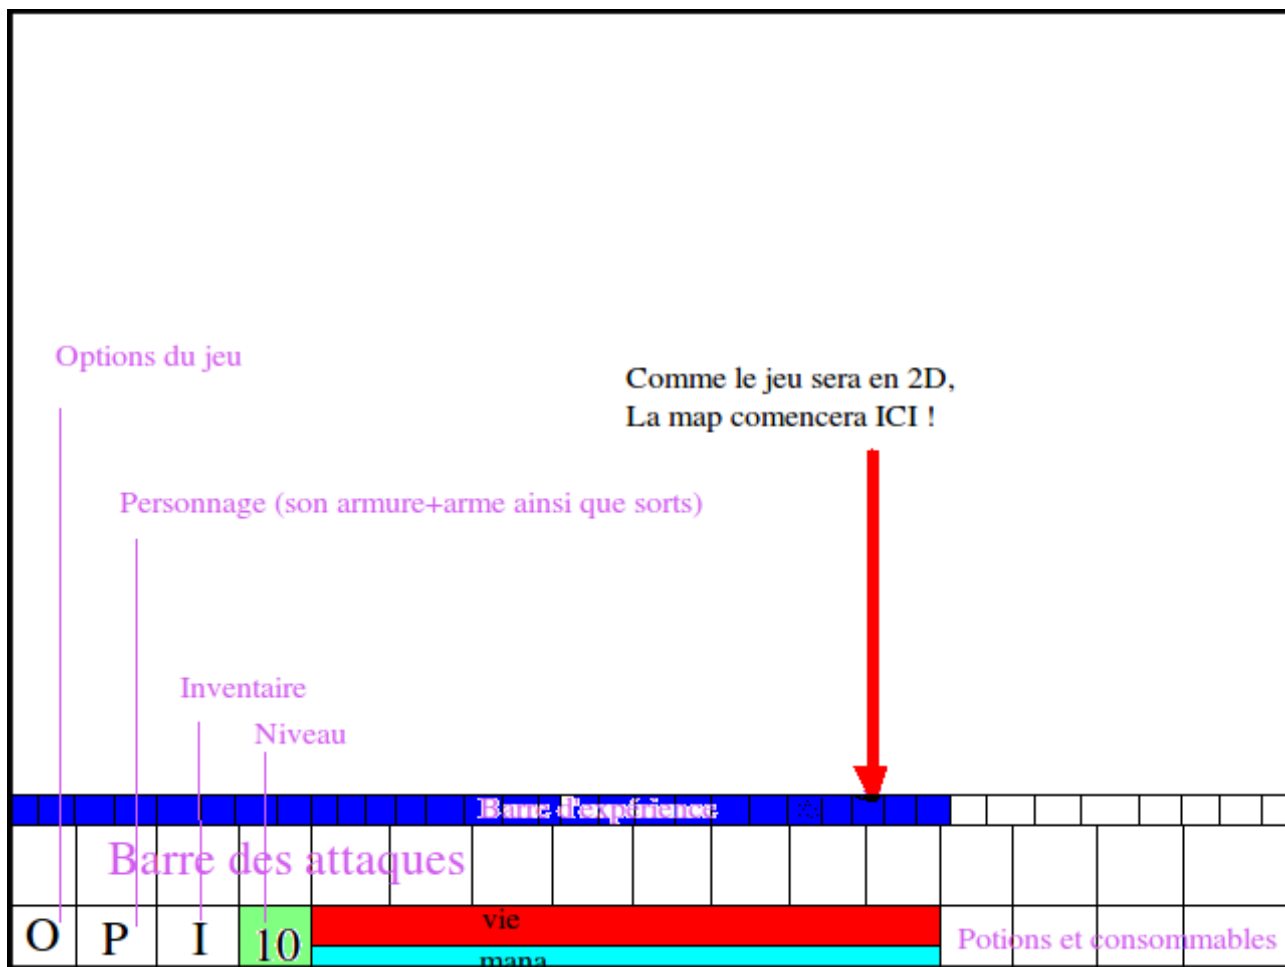 Options du jeu
Comme le jeu sera en 2D,
La map comencera ICI !
Personnage (son armure+arme ainsi que sorts)
Inventaire
Niveau
Barre d'expérience
Barre des attaques
O P I 10
vie
mana
Potions et consommables